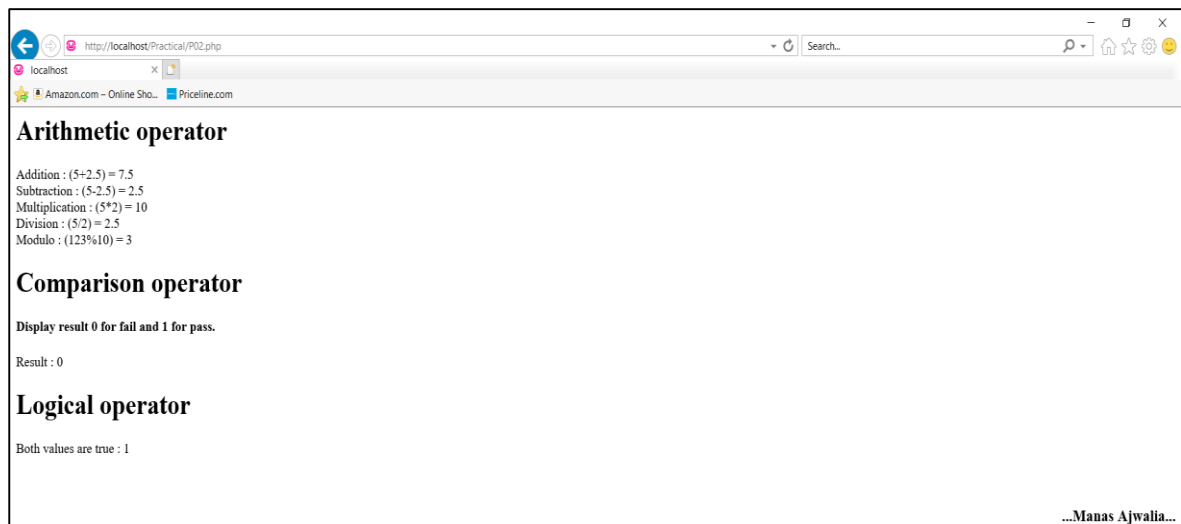 http://localhost/Practical/P02.php
Search...
localhost
Amazon.com – Online Sho... Priceline.com
Arithmetic operator
Addition : (5+2.5) = 7.5
Subtraction : (5-2.5) = 2.5
Multiplication : (5*2) = 10
Division : (5/2) = 2.5
Modulo : (123%10) = 3
Comparison operator
Display result 0 for fail and 1 for pass.
Result : 0
Logical operator
Both values are true : 1
...Manas Ajwalia...